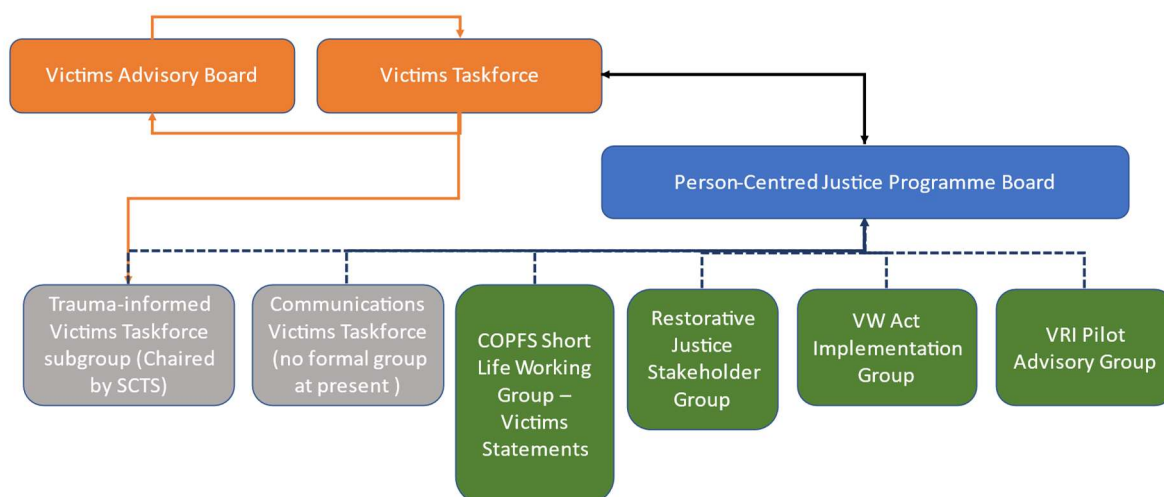 Victims Advisory Board
Victims Taskforce
Person-Centred Justice Programme Board
Trauma-informed
Victims Taskforce
subgroup (Chaired
by SCTS)
Communications
Victims Taskforce
(no formal group
at present )
COPFS Short
Life Working
Group –
Victims
Statements
Restorative
Justice
Stakeholder
Group
VW Act
Implementation
Group
VRI Pilot
Advisory Group